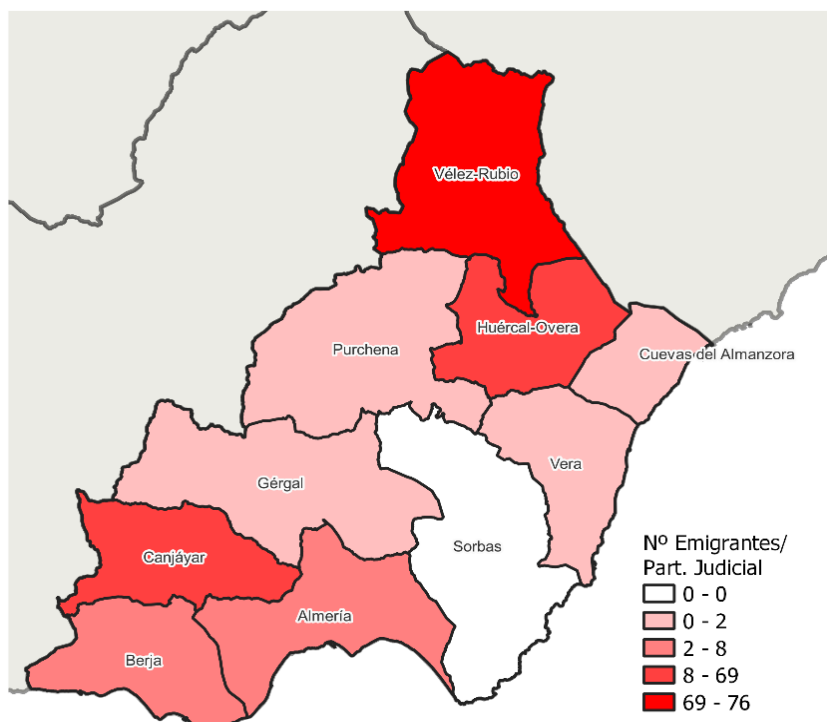 Vélez-Rubio
Huércal-Overa
Purchena
Cuevas del Almanzora
Vera
Gérgal
Sorbas
Canjáyar
Almería
Berja
Nº Emigrantes/
Part. Judicial
0 - 0
0 - 2
2 - 8
8 - 69
69 - 76